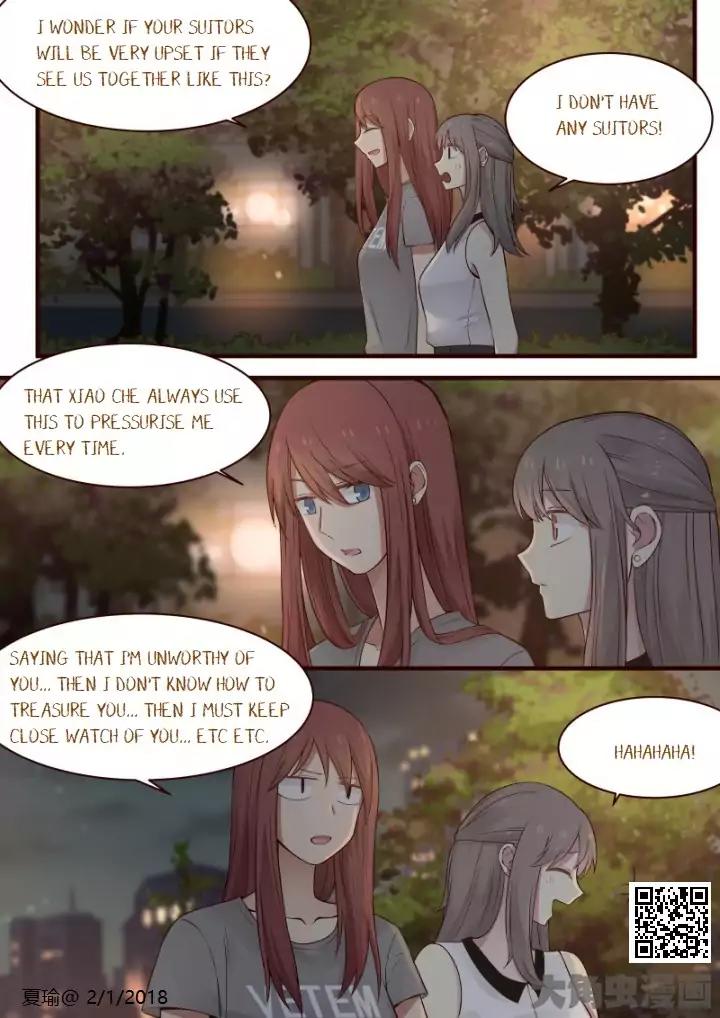 I WONDER IF YOUR SUITORS
WILL BE VERY UPSET IF THEY
SEE US TOGETHER LIKE THIS?
I DON'T HAVE
ANY SUITORS!
VETEM
THAT XIAO CHE ALWAYS USE
THIS TO PRESSURISE ME
EVERY TIME.
SAYING THAT I'M UNWORTHY OF
YOU... THEN I DON'T KNOW HOW TO
TREASURE YOU... THEN I MUST KEEP
CLOSE WATCH OF YOU... ETC ETC.
HAHAHAHA!
VETEM
夏瑜@ 2/1/2018
大角虫漫画